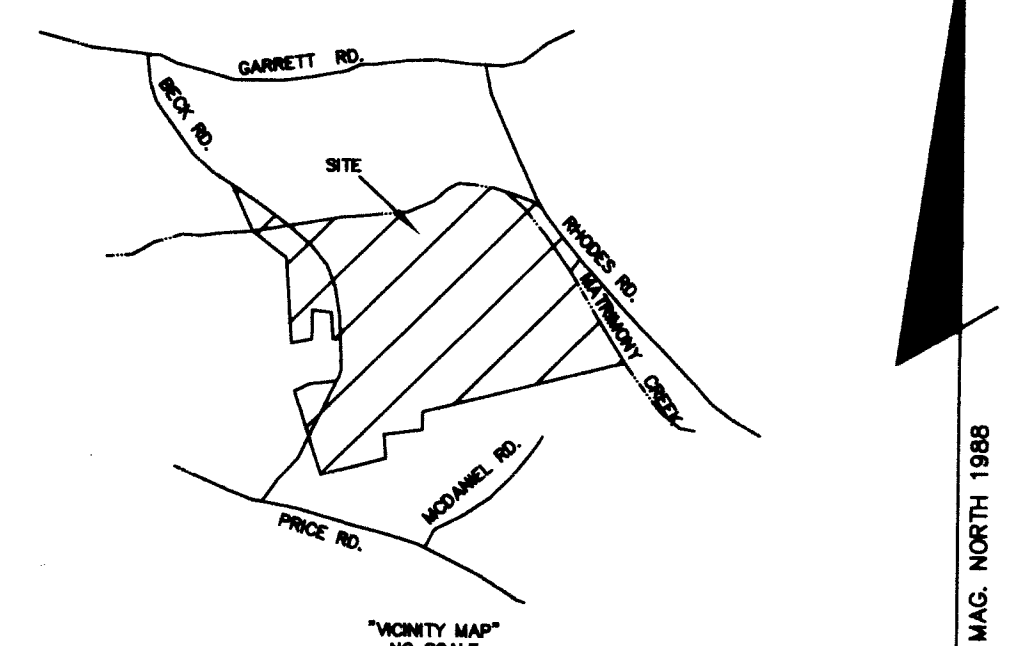 GARRETT RD.
BECK RD.
SITE
RHODES RD.
MATRIMONY CREEK
MCDANIEL RD.
PRICE RD.
MAG. NORTH 1988
"VICINITY MAP"
NO SCALE